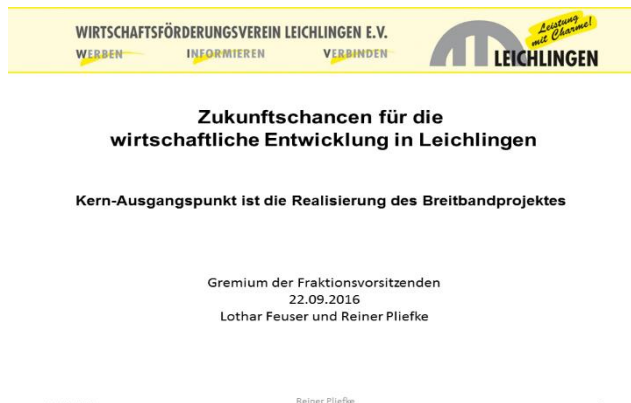 WIRTSCHAFTSFÖRDERUNGSVEREIN LEICHLINGEN E.V.
WERBEN INFORMIEREN VERBINDEN
Leistung
mit Charme!
LEICHLINGEN
Zukunftschancen für die
wirtschaftliche Entwicklung in Leichlingen
Kern-Ausgangspunkt ist die Realisierung des Breitbandprojektes
Gremium der Fraktionsvorsitzenden
22.09.2016
Lothar Feuser und Reiner Pliefke
Reiner Pliefke